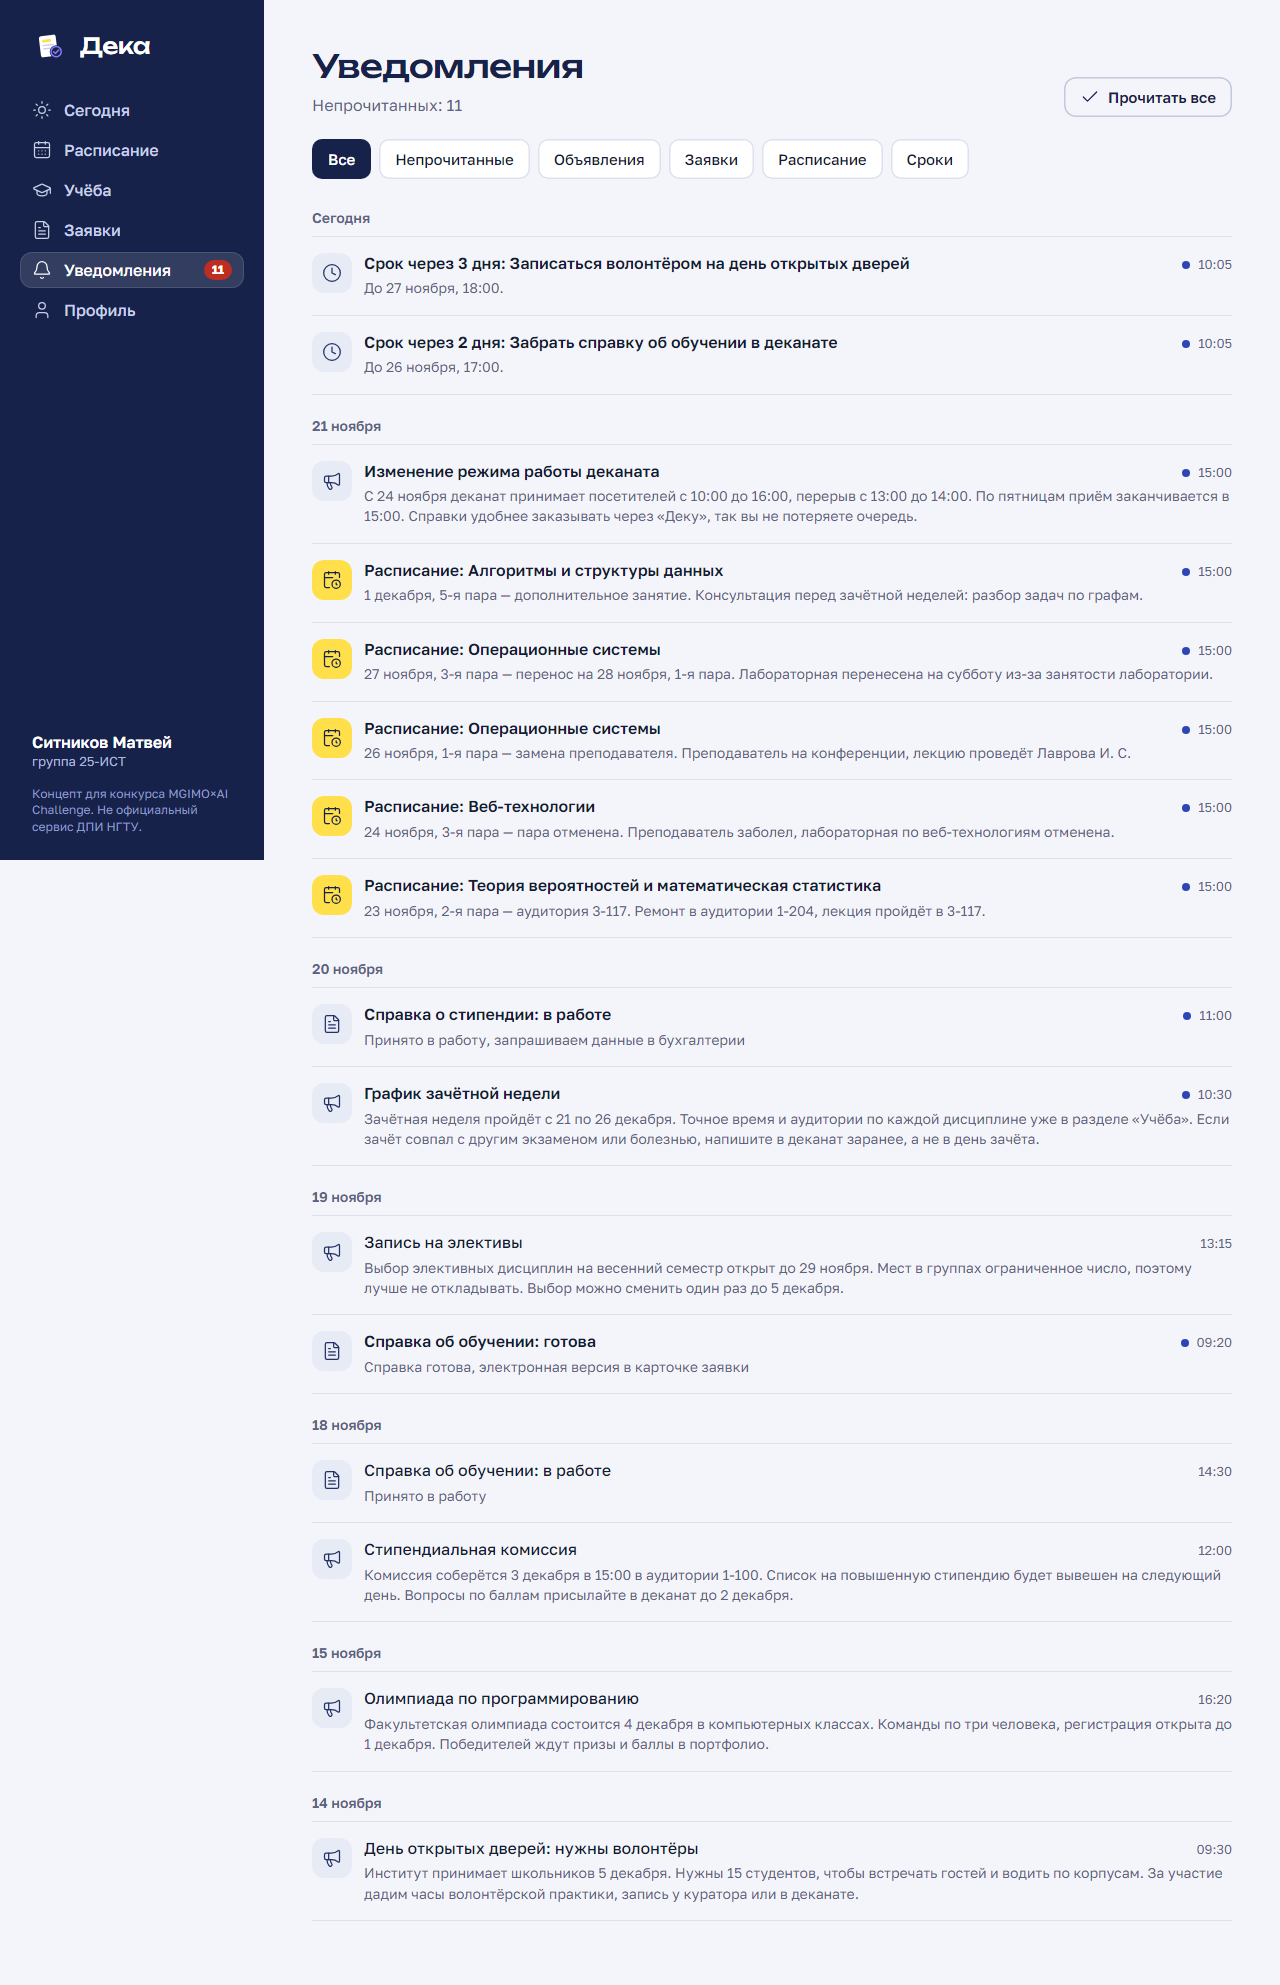 Дека
Сегодня
Расписание
Учёба
Заявки
Уведомления 11
Профиль
Ситников Матвей
группа 25-ИСТ
Концепт для конкурса MGIMO×AI
Challenge. Не официальный
сервис ДПИ НГТУ.
Уведомления
Непрочитанных: 11
Прочитать все
Все
Непрочитанные
Объявления
Заявки
Расписание
Сроки
Сегодня
Срок через 3 дня: Записаться волонтёром на день открытых дверей
10:05
До 27 ноября, 18:00.
Срок через 2 дня: Забрать справку об обучении в деканате
10:05
До 26 ноября, 17:00.
21 ноября
Изменение режима работы деканата
15:00
С 24 ноября деканат принимает посетителей с 10:00 до 16:00, перерыв с 13:00 до 14:00. По пятницам приём заканчивается в
15:00. Справки удобнее заказывать через «Деку», так вы не потеряете очередь.
Расписание: Алгоритмы и структуры данных
15:00
1 декабря, 5-я пара — дополнительное занятие. Консультация перед зачётной неделей: разбор задач по графам.
Расписание: Операционные системы
15:00
27 ноября, 3-я пара — перенос на 28 ноября, 1-я пара. Лабораторная перенесена на субботу из-за занятости лаборатории.
Расписание: Операционные системы
15:00
26 ноября, 1-я пара — замена преподавателя. Преподаватель на конференции, лекцию проведёт Лаврова И. С.
Расписание: Веб-технологии
15:00
24 ноября, 3-я пара — пара отменена. Преподаватель заболел, лабораторная по веб-технологиям отменена.
Расписание: Теория вероятностей и математическая статистика
15:00
23 ноября, 2-я пара — аудитория 3-117. Ремонт в аудитории 1-204, лекция пройдёт в 3-117.
20 ноября
Справка о стипендии: в работе
11:00
Принято в работу, запрашиваем данные в бухгалтерии
График зачётной недели
10:30
Зачётная неделя пройдёт с 21 по 26 декабря. Точное время и аудитории по каждой дисциплине уже в разделе «Учёба». Если
зачёт совпал с другим экзаменом или болезнью, напишите в деканат заранее, а не в день зачёта.
19 ноября
Запись на элективы
13:15
Выбор элективных дисциплин на весенний семестр открыт до 29 ноября. Мест в группах ограниченное число, поэтому
лучше не откладывать. Выбор можно сменить один раз до 5 декабря.
Справка об обучении: готова
09:20
Справка готова, электронная версия в карточке заявки
18 ноября
Справка об обучении: в работе
14:30
Принято в работу
Стипендиальная комиссия
12:00
Комиссия соберётся 3 декабря в 15:00 в аудитории 1-100. Список на повышенную стипендию будет вывешен на следующий
день. Вопросы по баллам присылайте в деканат до 2 декабря.
15 ноября
Олимпиада по программированию
16:20
Факультетская олимпиада состоится 4 декабря в компьютерных классах. Команды по три человека, регистрация открыта до
1 декабря. Победителей ждут призы и баллы в портфолио.
14 ноября
День открытых дверей: нужны волонтёры
09:30
Институт принимает школьников 5 декабря. Нужны 15 студентов, чтобы встречать гостей и водить по корпусам. За участие
дадим часы волонтёрской практики, запись у куратора или в деканате.